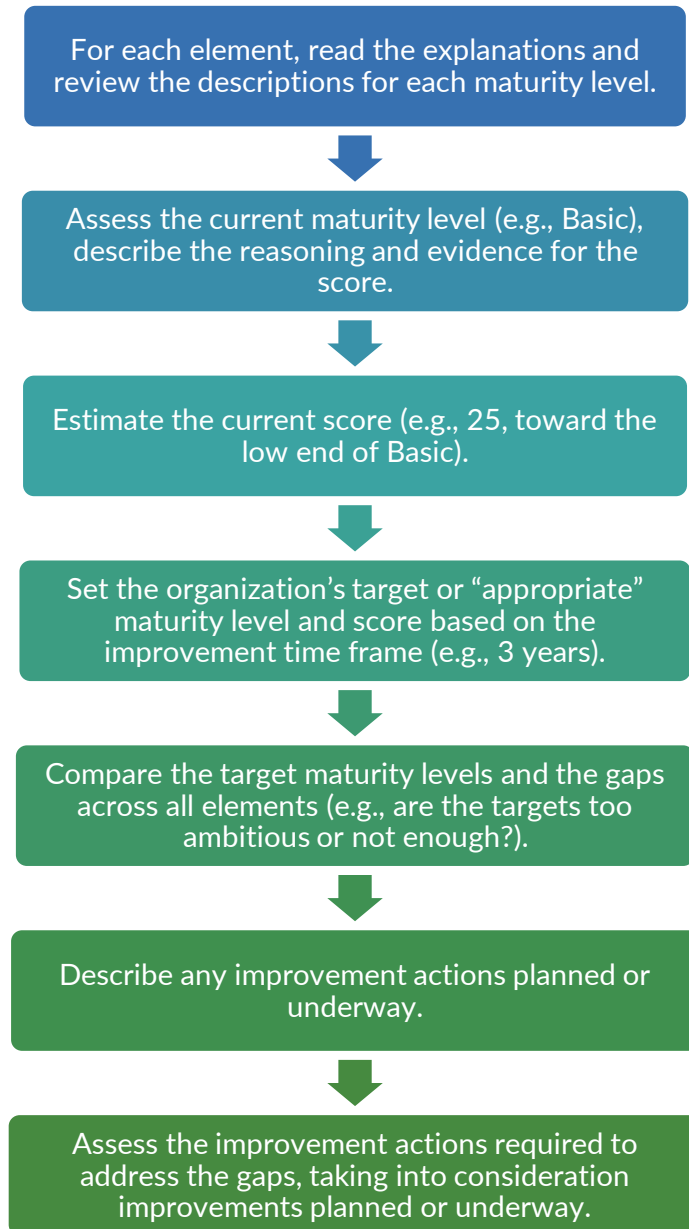 For each element, read the explanations and
review the descriptions for each maturity level.
Assess the current maturity level (e.g., Basic),
describe the reasoning and evidence for the
score.
Estimate the current score (e.g., 25, toward the
low end of Basic).
Set the organization’s target or “appropriate”
maturity level and score based on the
improvement time frame (e.g., 3 years).
Compare the target maturity levels and the gaps
across all elements (e.g., are the targets too
ambitious or not enough?).
Describe any improvement actions planned or
underway.
Assess the improvement actions required to
address the gaps, taking into consideration
improvements planned or underway.